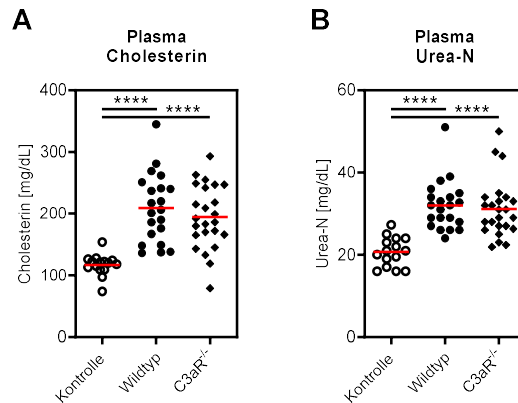 A
Plasma
Cholesterin
Cholesterin [mg/dL]
400
300
200
100
0
****
****
Kontrolle
Wildtyp
C3aR-/-
B
Plasma
Urea-N
Urea-N [mg/dL]
60
40
20
0
****
****
Kontrolle
Wildtyp
C3aR-/-